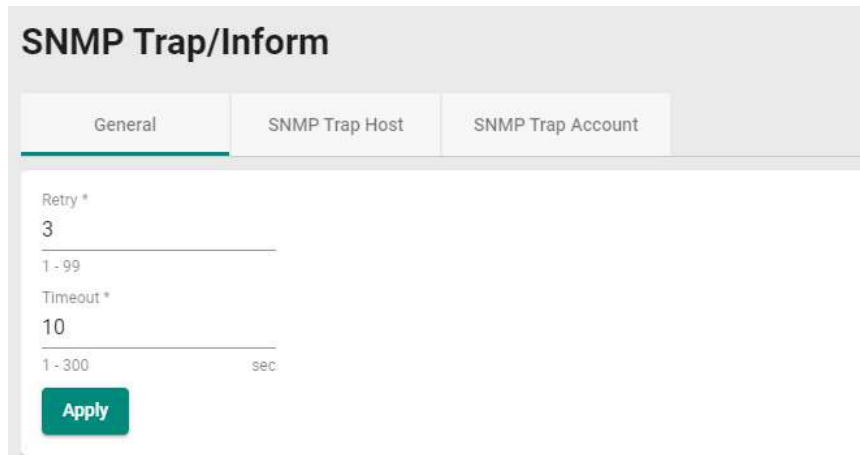 SNMP Trap/Inform
General SNMP Trap Host SNMP Trap Account
Retry *
3
1 - 99
Timeout *
10
1 - 300 sec
Apply